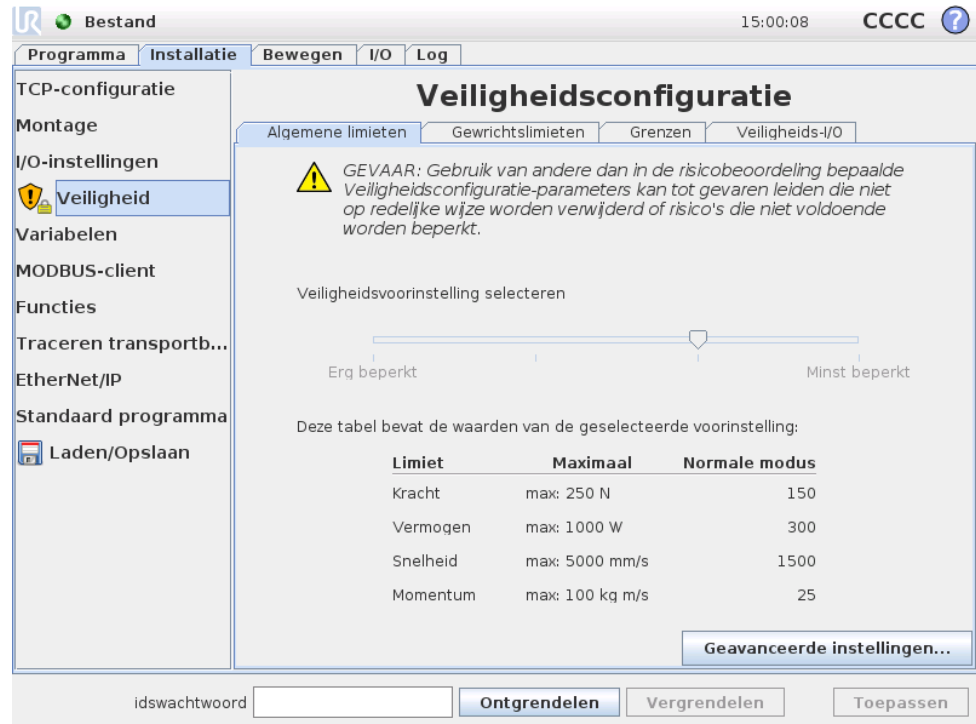 UR Bestand 15:00:08 CCCC ?
Programma Installatie Bewegen I/O Log
TCP-configuratie
Montage
I/O-instellingen
Veiligheid
Variabelen
MODBUS-client
Functies
Traceren transportb...
EtherNet/IP
Standaard programma
Laden/Opslaan
Veiligheidsconfiguratie
Algemene limieten Gewrichtslimieten Grenzen Veiligheids-I/O
GEVAAR: Gebruik van andere dan in de risicobeoordeling bepaalde
Veiligheidsconfiguratie-parameters kan tot gevaren leiden die niet
op redelijke wijze worden verwijderd of risico's die niet voldoende
worden beperkt.
Veiligheidsvoorinstelling selecteren
Erg beperkt Minst beperkt
Deze tabel bevat de waarden van de geselecteerde voorinstelling:
Limiet Maximaal Normale modus
Kracht max: 250 N 150
Vermogen max: 1000 W 300
Snelheid max: 5000 mm/s 1500
Momentum max: 100 kg m/s 25
Geavanceerde instellingen...
idswachtwoord Ontgrendelen Vergrendelen Toepassen